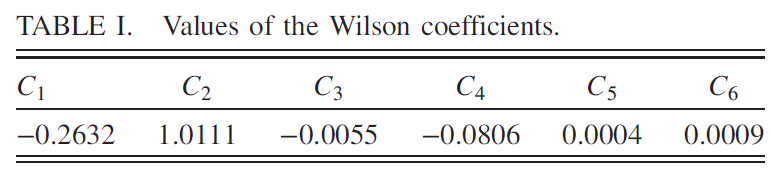 TABLE I. Values of the Wilson coefficients.
C1 C2 C3 C4 C5 C6
−0.2632 1.0111 −0.0055 −0.0806 0.0004 0.0009